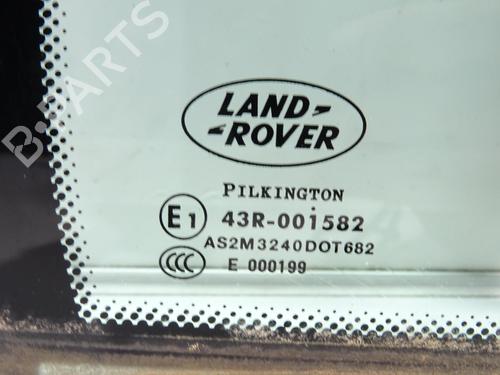 B-PARTS
LAND-
-ROVER
PILKINGTON
E1 43R-001582
AS2M3240DOT682
CCC E 000199